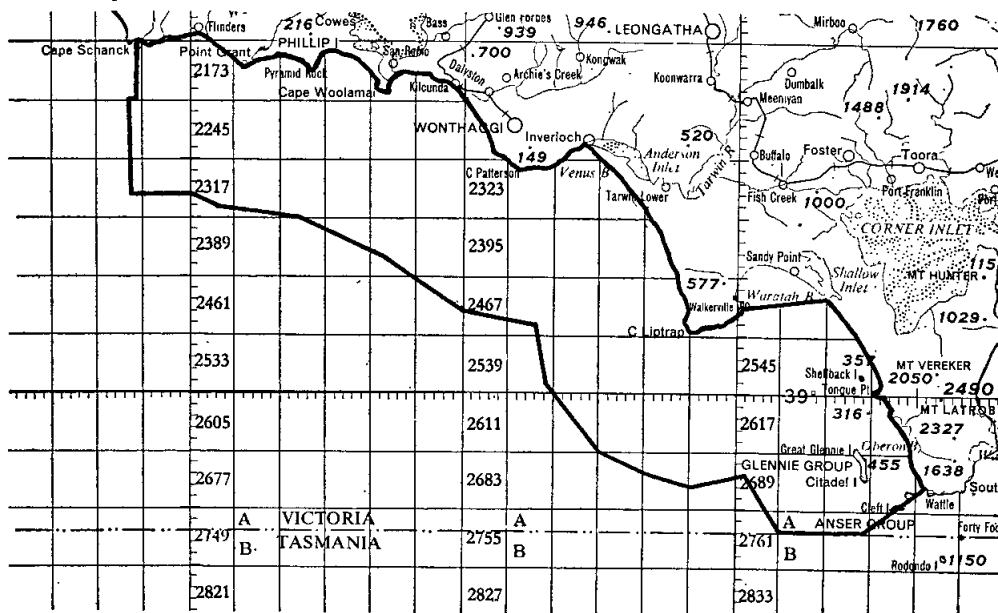 Flinders
216
Cowes
Bass
Glen Forbes
939
946
LEONGATHA
Mirboo
1760
Cape Schanck
Point Grant
PHILLIP I
San Remo
700
Kongwak
2173
Pyramid Rock
Dalyston
Archie's Creek
Koonwarra
Dumbalk
1914
Cape Woolamai
Kilcunda
Meeniyan
1488
2245
WONTHAGGI
Inverloch
520
149
Anderson
Inlet
Tarwin R
Buffalo
Foster
Toora
C Patterson
Venus B
2317
2323
Tarwin Lower
Fish Creek
1000
Port Franklin
CORNER INLET
2389
2395
Sandy Point
Shallow
Inlet
MT HUNTER
115
577
2461
2467
Walkerville
Waratah B
1029
C Liptrap
2533
2539
2545
357
MT VEREKER
Shellback I
2050
2490
Tongue Pt
39°
316
MT LATROB
2605
2611
2617
2327
Great Glennie I
Oberon B
GLENNIE GROUP
455
1638
Citadel I
2677
2683
2689
South
Wattle
Cleft I
A
VICTORIA
A
A
ANSER GROUP
2749
B
TASMANIA
2755
B
2761
B
Forty Foo
Rodondo I
1150
2821
2827
2833